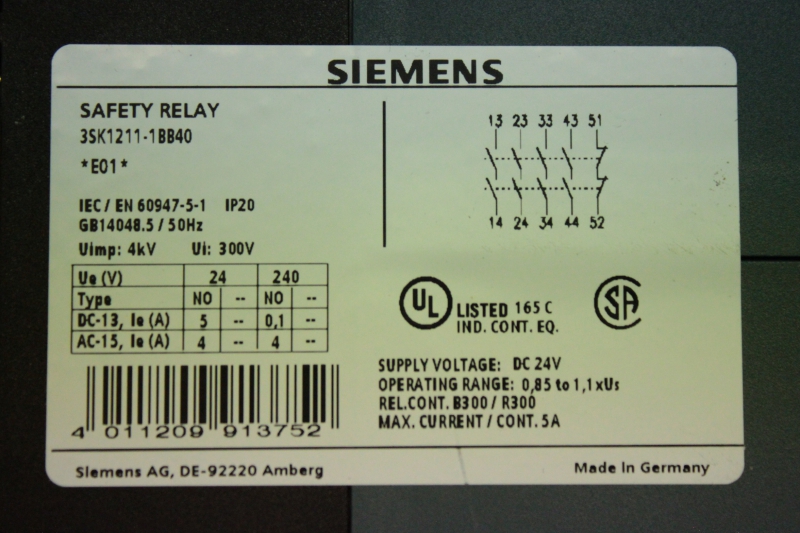 SIEMENS
SAFETY RELAY
3SK1211-1BB40
*E01*
IEC / EN 60947-5-1 IP20
GB14048.5 / 50Hz
Uimp: 4kV Ui: 300V
Ue (V) 24 240
Type NO -- NO --
DC-13, Ie (A) 5 -- 0,1 --
AC-15, Ie (A) 4 -- 4 --
4 011209 913752
13 23 33 43 51
14 24 34 44 52
UL LISTED 165 C
IND. CONT. EQ.
SA
SUPPLY VOLTAGE: DC 24V
OPERATING RANGE: 0,85 to 1,1xUs
REL.CONT. B300 / R300
MAX. CURRENT / CONT. 5A
Siemens AG, DE-92220 Amberg
Made in Germany